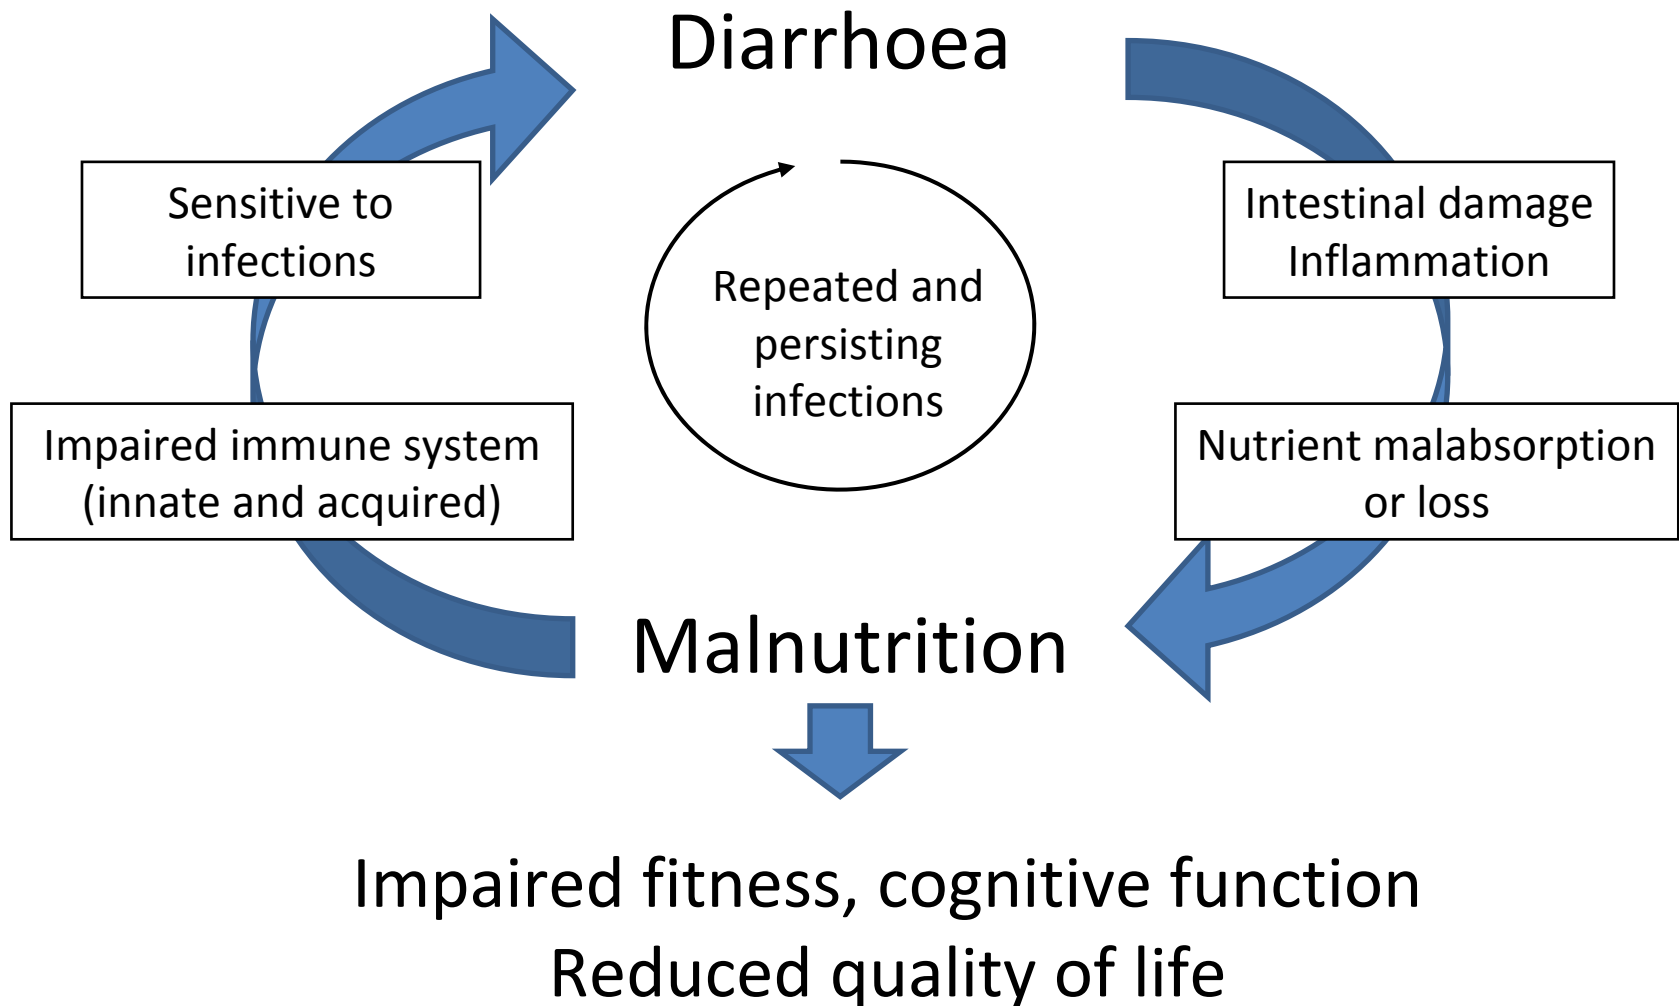 Diarrhoea
Sensitive to
infections
Intestinal damage
Inflammation
Repeated and
persisting
infections
Impaired immune system
(innate and acquired)
Nutrient malabsorption
or loss
Malnutrition
Impaired fitness, cognitive function
Reduced quality of life